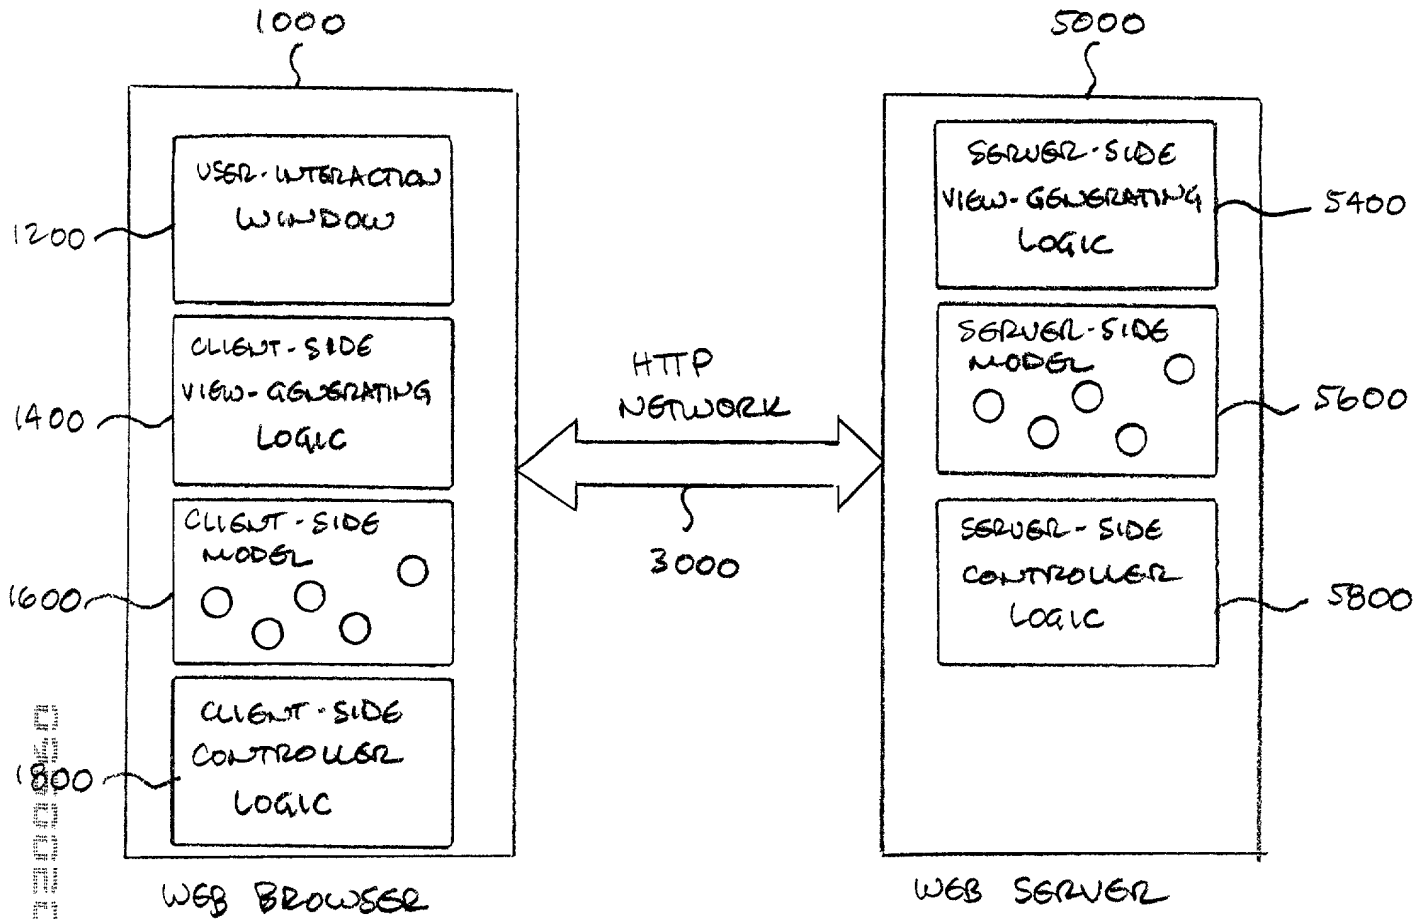 1000
USER-INTERACTION
WINDOW
1200
CLIENT-SIDE
VIEW-GENERATING
LOGIC
1400
CLIENT-SIDE
MODEL
1600
CLIENT-SIDE
CONTROLLER
LOGIC
1800
WEB BROWSER
HTTP
NETWORK
3000
5000
SERVER-SIDE
VIEW-GENERATING
LOGIC
5400
SERVER-SIDE
MODEL
5600
SERVER-SIDE
CONTROLLER
LOGIC
5800
WEB SERVER